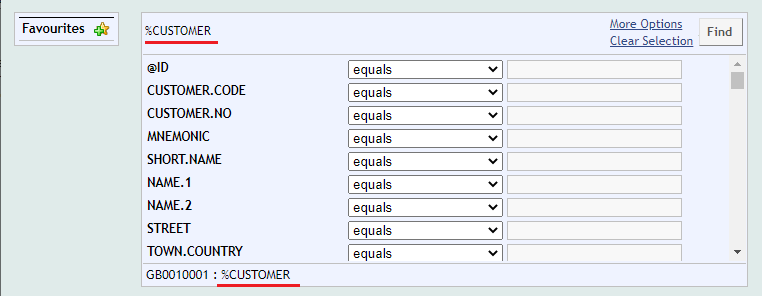 Favourites
%CUSTOMER
More Options
Clear Selection
Find
@ID equals
CUSTOMER.CODE equals
CUSTOMER.NO equals
MNEMONIC equals
SHORT.NAME equals
NAME.1 equals
NAME.2 equals
STREET equals
TOWN.COUNTRY equals
GB0010001 : %CUSTOMER